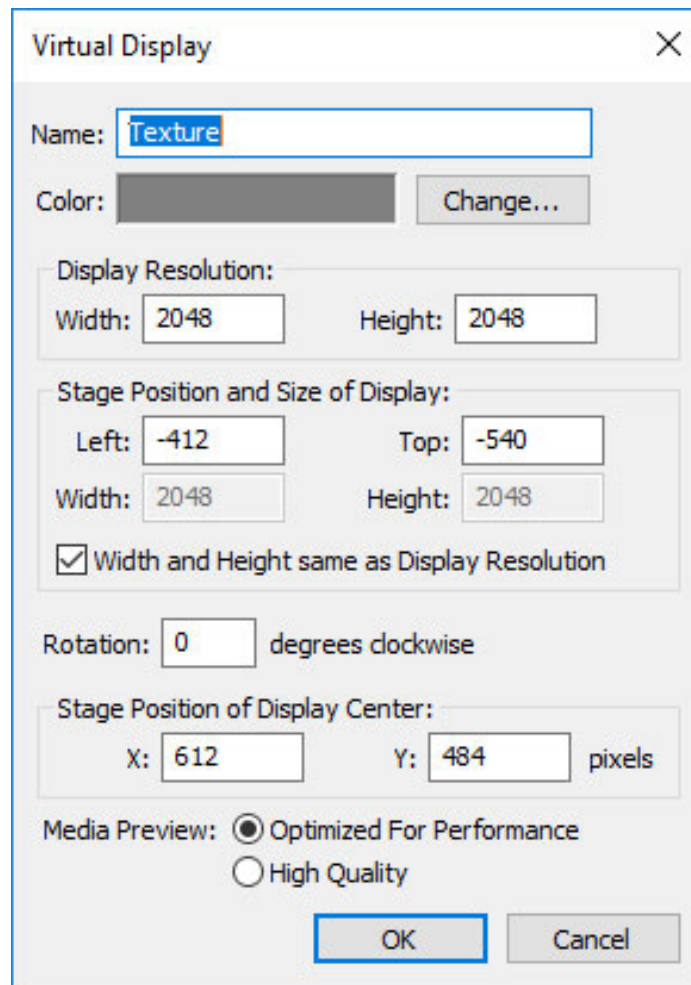 Virtual Display
Name: Texture
Color: Change...
Display Resolution:
Width: 2048 Height: 2048
Stage Position and Size of Display:
Left: -412 Top: -540
Width: 2048 Height: 2048
Width and Height same as Display Resolution
Rotation: 0 degrees clockwise
Stage Position of Display Center:
X: 612 Y: 484 pixels
Media Preview: Optimized For Performance
High Quality
OK Cancel